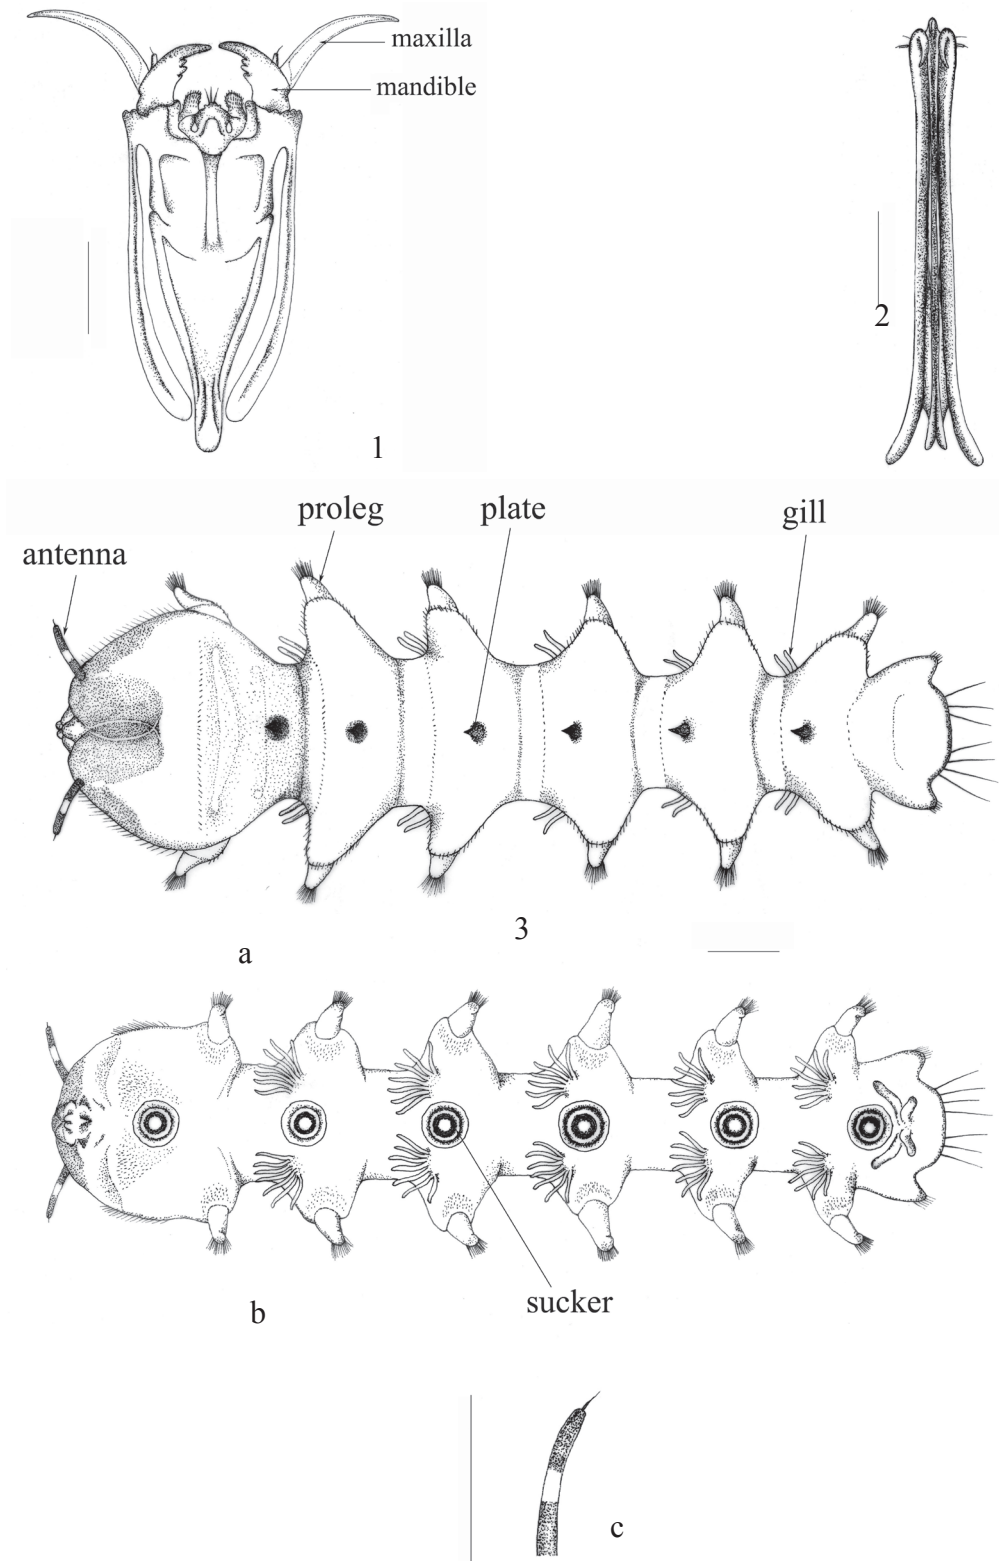 maxilla
mandible
1
2
proleg
plate
gill
antenna
3
a
sucker
b
c